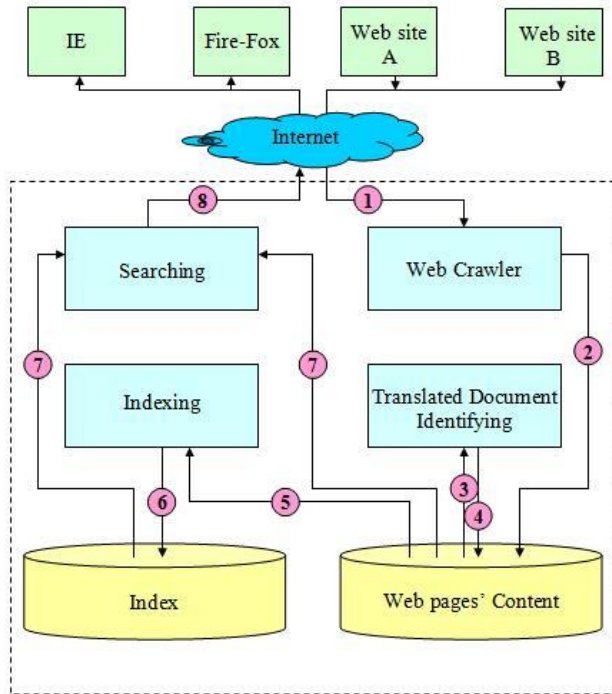 IE
Fire-Fox
Web site
A
Web site
B
Internet
8
1
Searching
Web Crawler
7
7
2
Indexing
Translated Document
Identifying
6
5
3
4
Index
Web pages’ Content